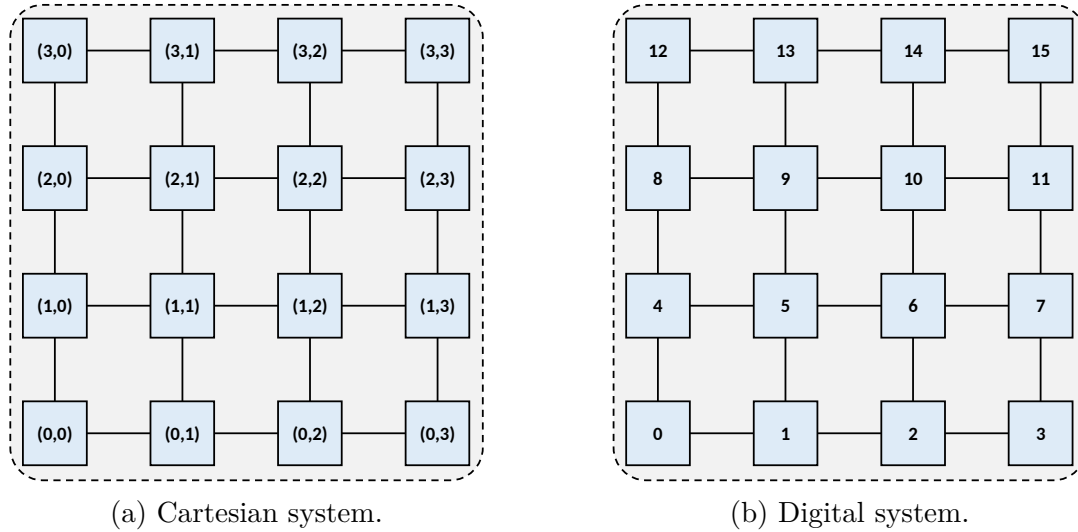 (3,0) (3,1) (3,2) (3,3) 12 13 14 15
(2,0) (2,1) (2,2) (2,3) 8 9 10 11
(1,0) (1,1) (1,2) (1,3) 4 5 6 7
(0,0) (0,1) (0,2) (0,3) 0 1 2 3
(a) Cartesian system. (b) Digital system.